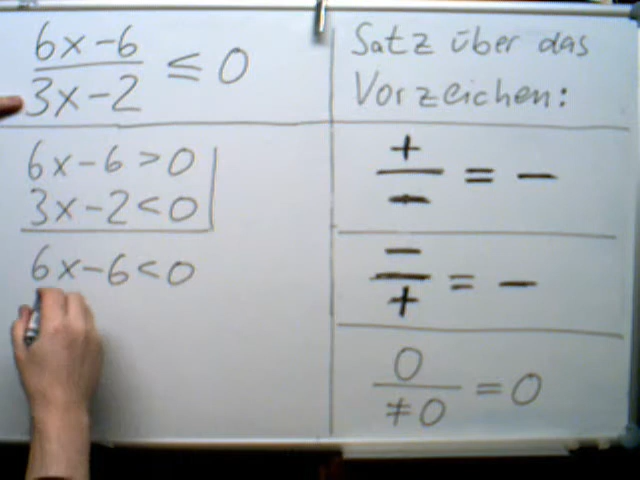 6x-6
3x-2 ≤ 0
6x-6>0
3x-2<0
6x-6<0
Satz über das
Vorzeichen:
+
- = -
-
+ = -
0
≠0 = 0